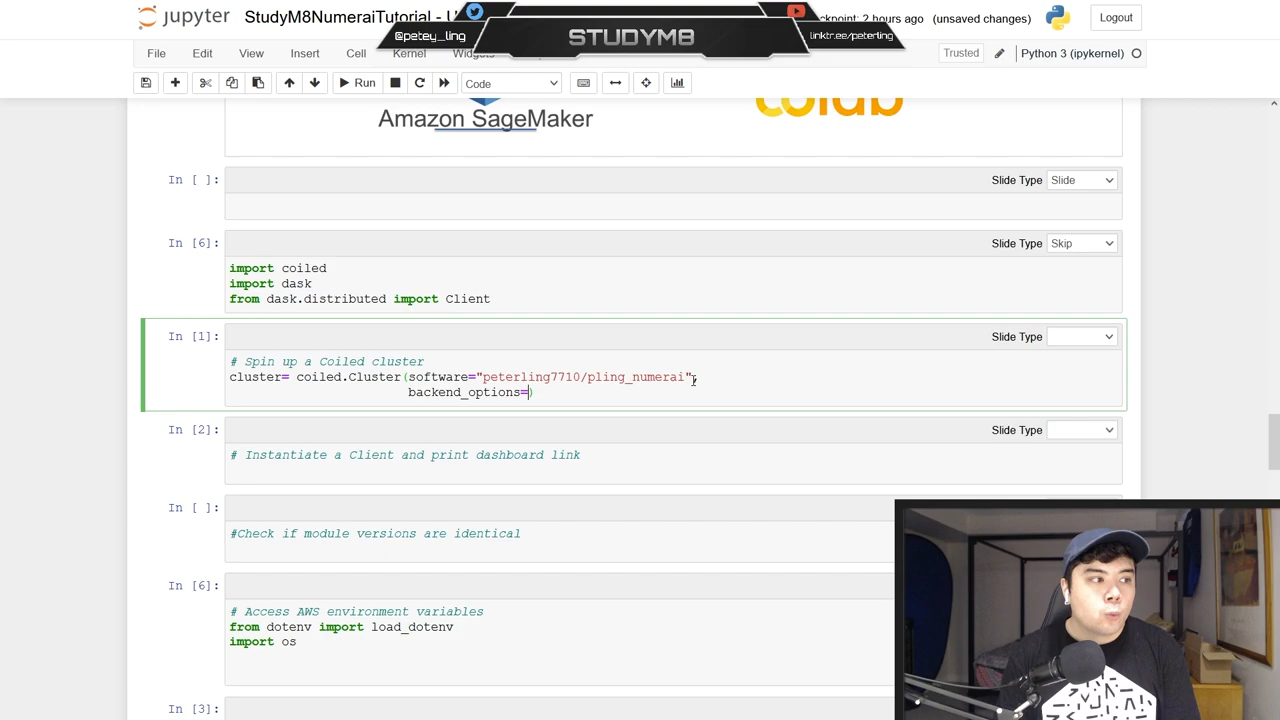 jupyter
StudyM8NumeraiTutorial - U
ckpoint: 2 hours ago (unsaved changes)
Logout
@petey_ling
STUDYM8
linktr.ee/peterling
File Edit View Insert Cell Kernel Widgets
Trusted
Python 3 (ipykernel)
Run
Code
Amazon SageMaker
colab
In [ ]:
Slide Type Slide
In [6]:
Slide Type Skip
import coiled
import dask
from dask.distributed import Client
In [1]:
Slide Type
# Spin up a Coiled cluster
cluster= coiled.Cluster(software="peterling7710/pling_numerai",
backend_options=)
In [2]:
Slide Type
# Instantiate a Client and print dashboard link
In [ ]:
#Check if module versions are identical
In [6]:
# Access AWS environment variables
from dotenv import load_dotenv
import os
In [3]: